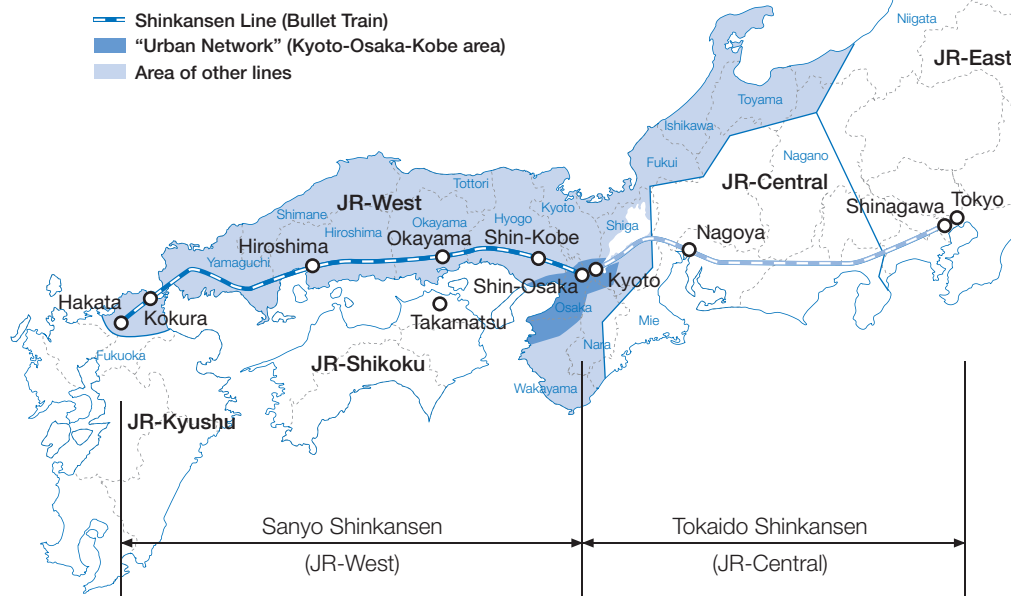 Shinkansen Line (Bullet Train)
“Urban Network” (Kyoto-Osaka-Kobe area)
Area of other lines
Niigata
JR-East
Toyama
Ishikawa
Fukui
Nagano
JR-Central
Tottori
JR-West
Shimane
Hiroshima
Okayama
Hyogo
Kyoto
Shiga
Shinagawa
Tokyo
Nagoya
Hiroshima
Okayama
Shin-Kobe
Yamaguchi
Shin-Osaka
Kyoto
Hakata
Kokura
Takamatsu
Osaka
Mie
Nara
Fukuoka
JR-Shikoku
Wakayama
JR-Kyushu
Sanyo Shinkansen
(JR-West)
Tokaido Shinkansen
(JR-Central)